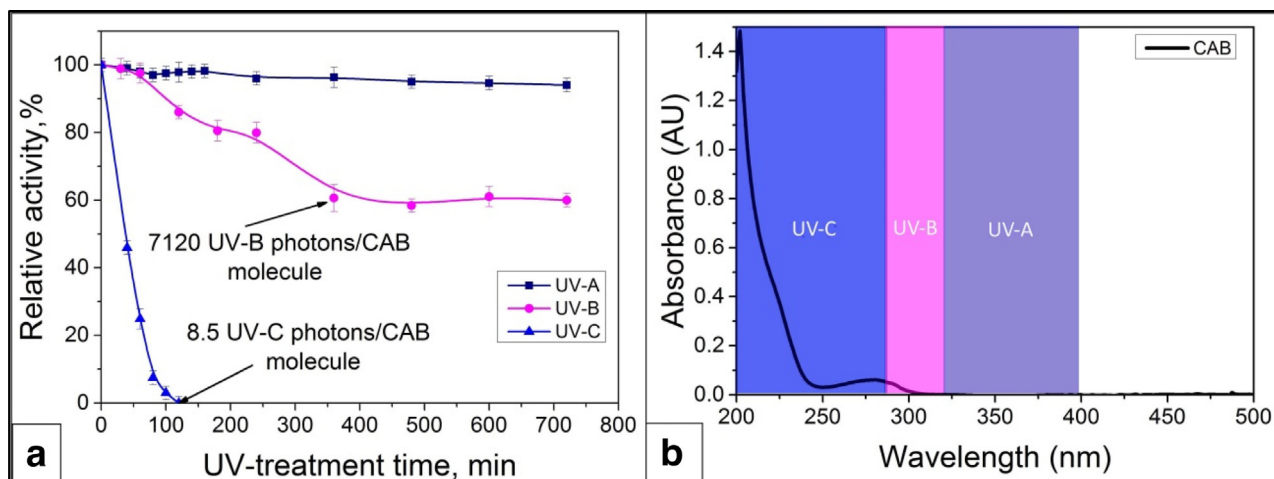 Relative activity, %
100
80
60
40
20
0
7120 UV-B photons/CAB
molecule
8.5 UV-C photons/CAB
molecule
UV-A
UV-B
UV-C
0 100 200 300 400 500 600 700 800
UV-treatment time, min
a
Absorbance (AU)
1.4
1.2
1.0
0.8
0.6
0.4
0.2
0.0
CAB
UV-C
UV-B
UV-A
200 250 300 350 400 450 500
Wavelength (nm)
b